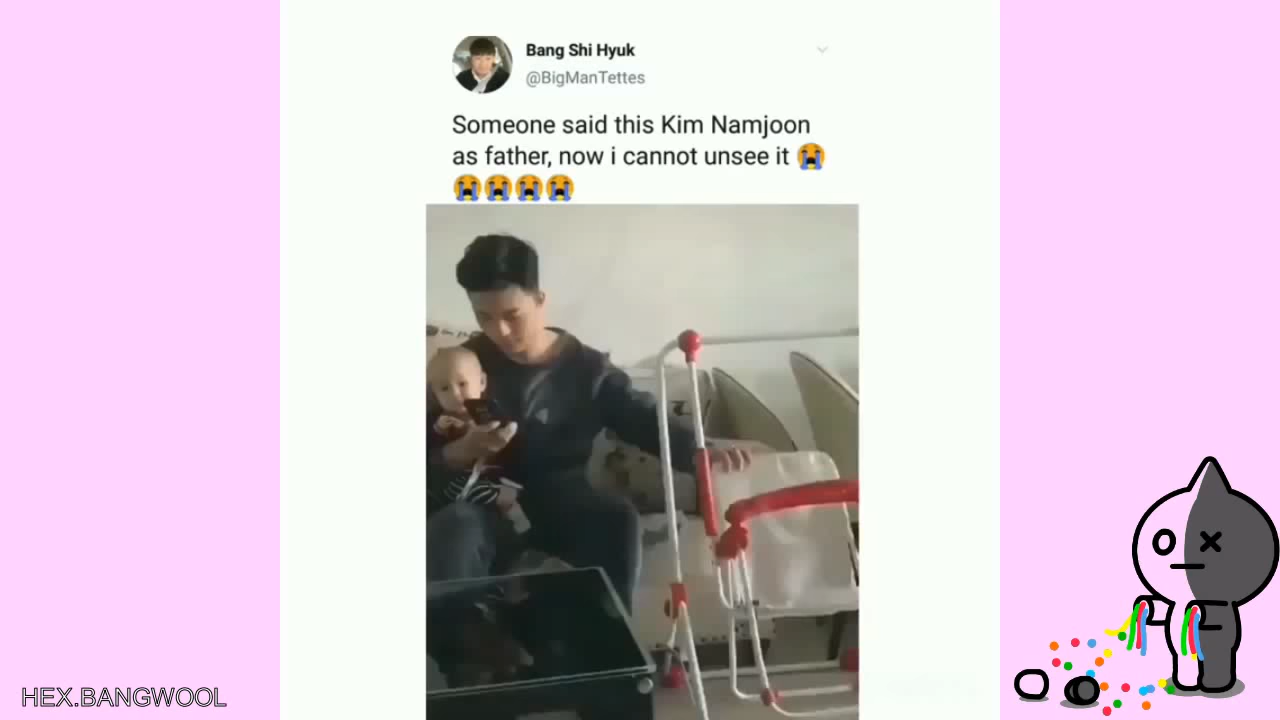 Bang Shi Hyuk
@BigManTettes
Someone said this Kim Namjoon
as father, now i cannot unsee it 😭
😭😭😭😭
HEX.BANGWOOL